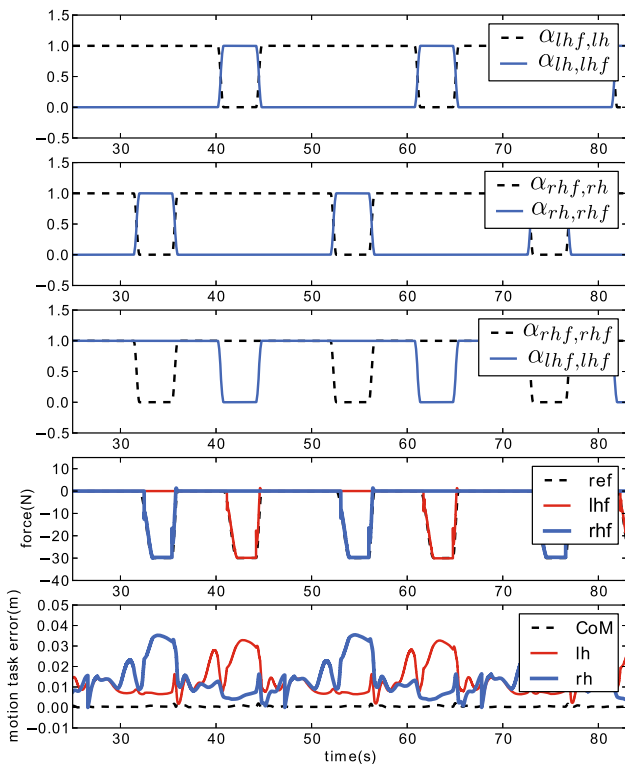 1.5
1.0
0.5
0.0
−0.5
α_{lhf,lh}
α_{lh,lhf}
30 40 50 60 70 80
1.5
1.0
0.5
0.0
−0.5
α_{rhf,rh}
α_{rh,rhf}
30 40 50 60 70 80
1.5
1.0
0.5
0.0
−0.5
α_{rhf,rhf}
α_{lhf,lhf}
30 40 50 60 70 80
force(N)
10
0
−10
−20
−30
−40
ref
lhf
rhf
30 40 50 60 70 80
motion task error(m)
0.05
0.04
0.03
0.02
0.01
0.00
−0.01
CoM
lh
rh
30 40 50 60 70 80
time(s)